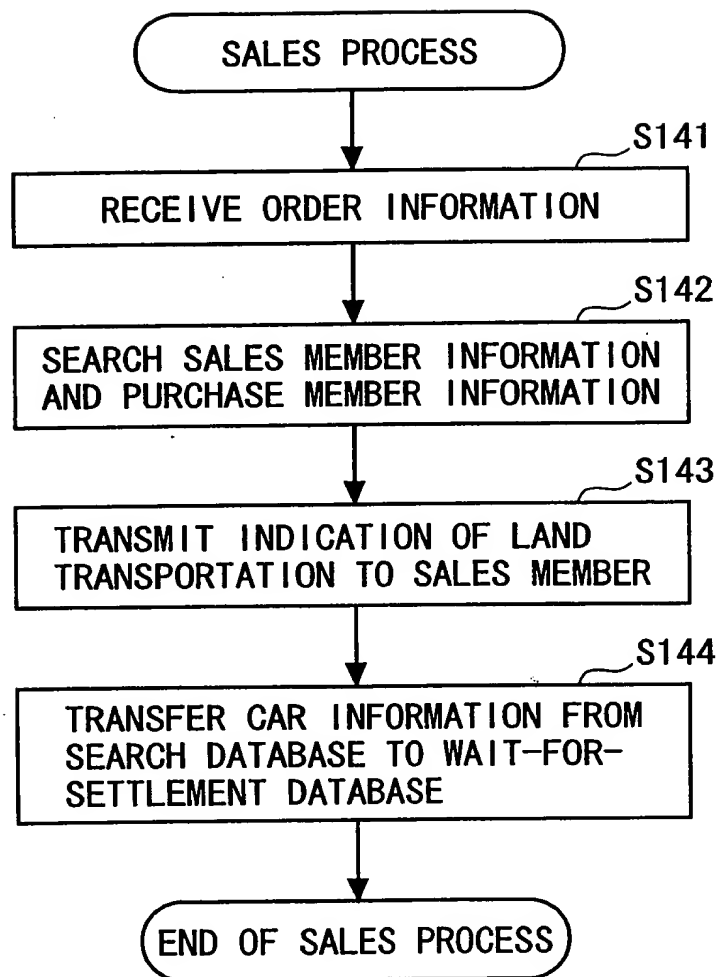 SALES PROCESS
S141
RECEIVE ORDER INFORMATION
S142
SEARCH SALES MEMBER INFORMATION
AND PURCHASE MEMBER INFORMATION
S143
TRANSMIT INDICATION OF LAND
TRANSPORTATION TO SALES MEMBER
S144
TRANSFER CAR INFORMATION FROM
SEARCH DATABASE TO WAIT-FOR-
SETTLEMENT DATABASE
END OF SALES PROCESS